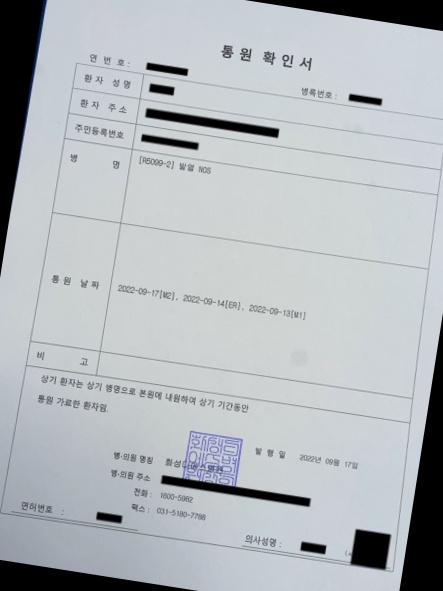 통 원 확 인 서
연 번 호 :
병록번호 :
환 자 성 명
환 자 주 소
주민등록번호
병 명 [R5099-2] 발열 NOS
통 원 날 짜 2022-09-17[M2], 2022-09-14[ER], 2022-09-13[M1]
비 고
상기 환자는 상기 병명으로 본원에 내원하여 상기 기간동안
통원 가료한 환자임.
발 행 일 2022년 09월 17일
병·의원 명칭 화성
병·의원 주소
전화 : 1600-5982
팩스 : 031-5180-7788
면허번호 :
의사성명 :